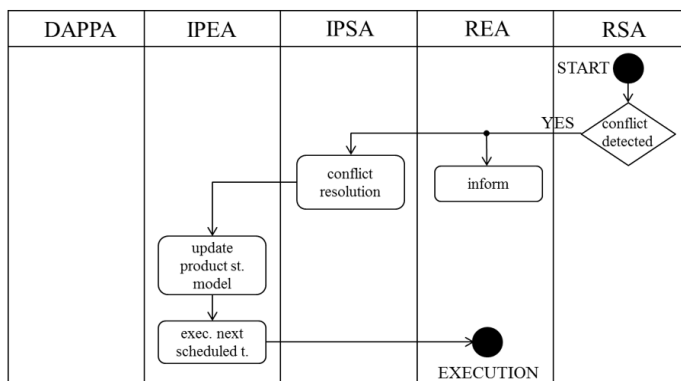 DAPPA IPEA IPSA REA RSA
START
YES
conflict
detected
conflict
resolution
inform
update
product st.
model
exec. next
scheduled t.
EXECUTION